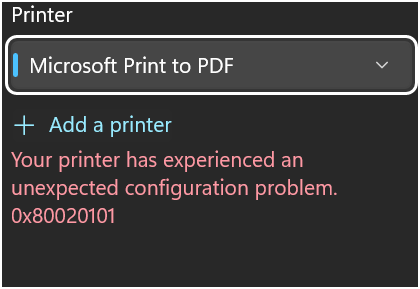 Printer
Microsoft Print to PDF
Add a printer
Your printer has experienced an
unexpected configuration problem.
0x80020101